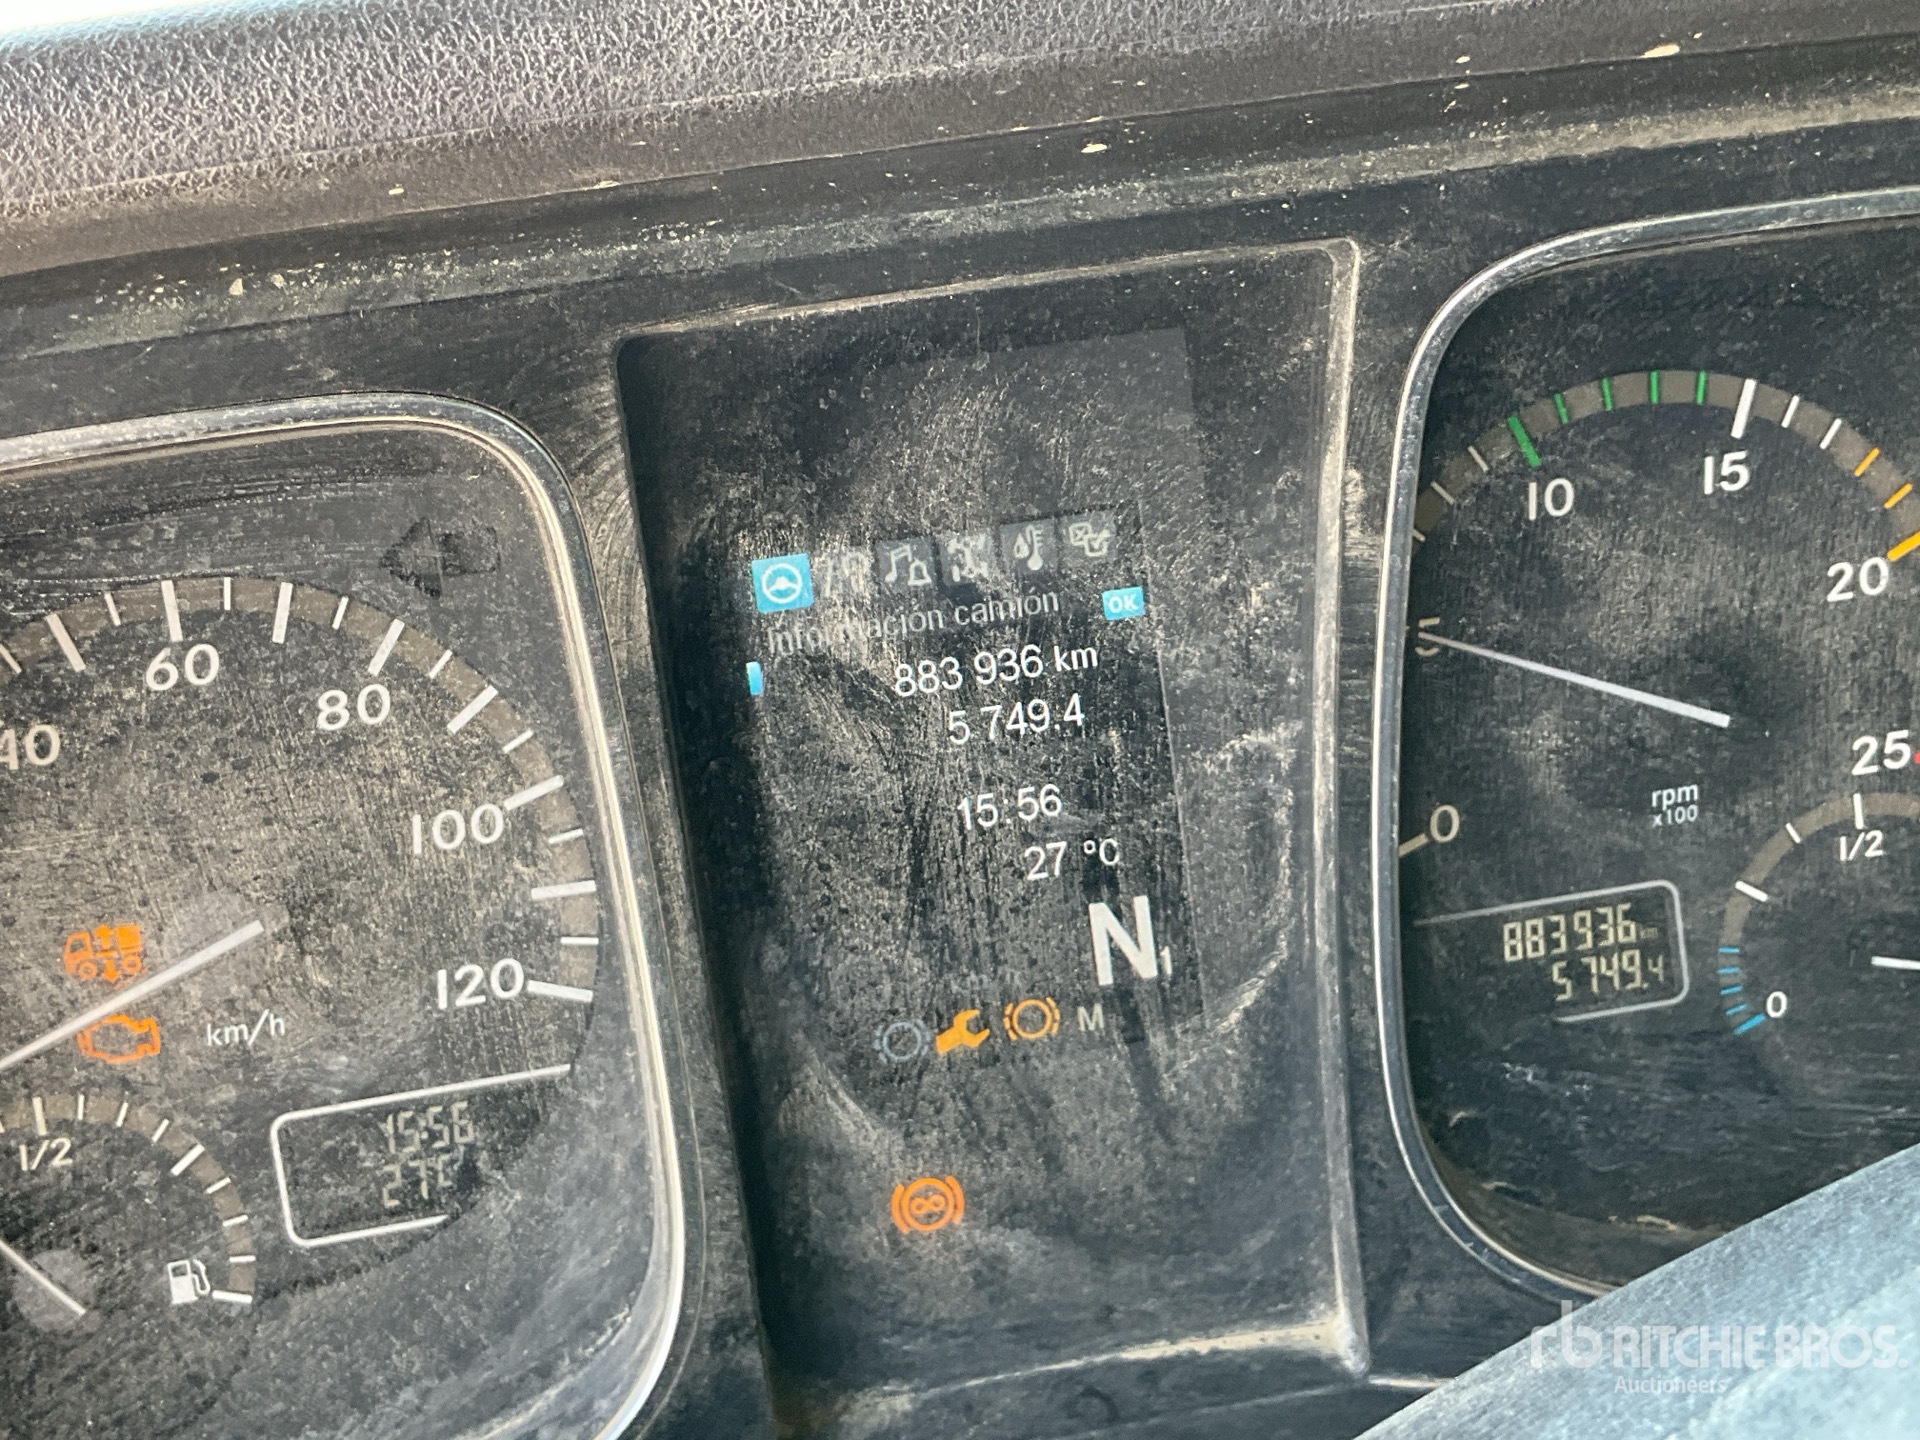 40
60
80
100
120
km/h
1/2
15:56
27°C
Información camión
OK
883 936 km
5 749.4
15:56
27 °C
N1
M
0
5
10
15
20
25
rpm
x100
1/2
0
883936 km
5749.4
rb RITCHIE BROS.
Auctioneers